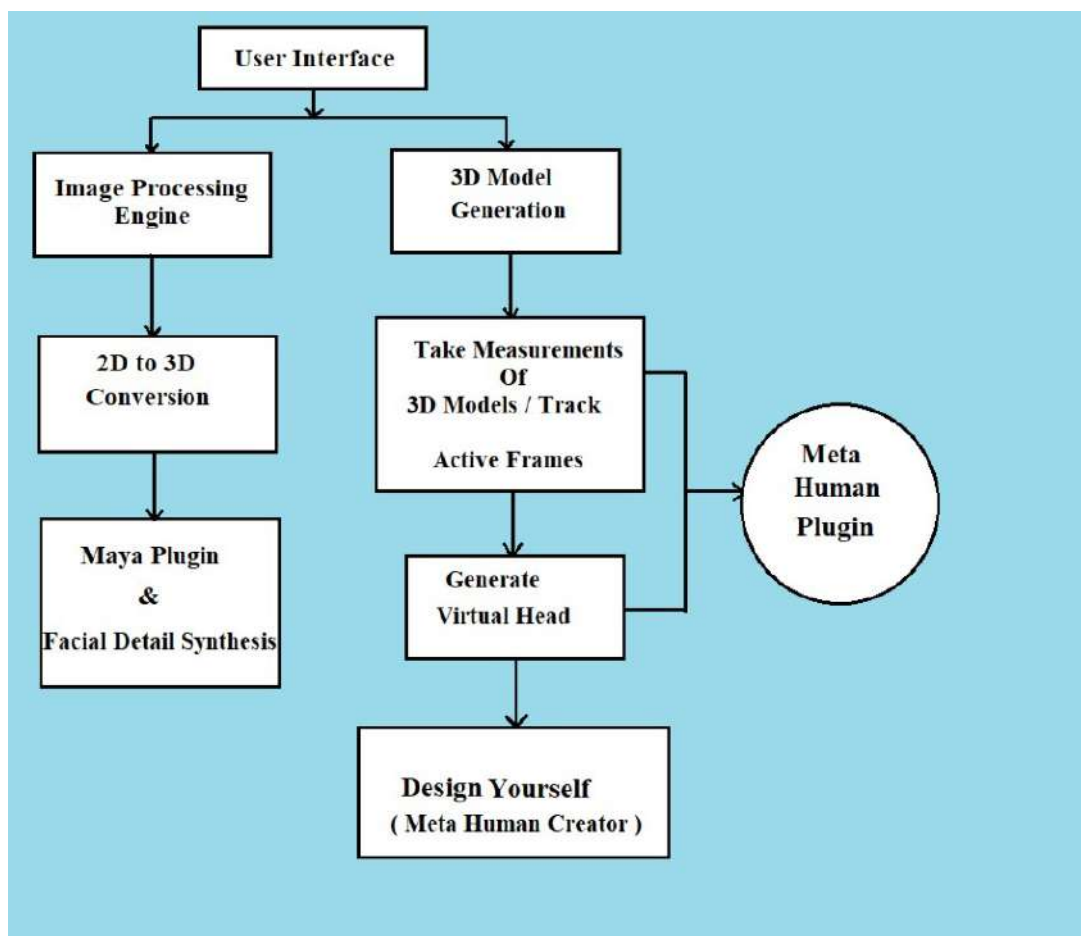 User Interface
Image Processing
Engine
3D Model
Generation
2D to 3D
Conversion
Take Measurements
Of
3D Models / Track
Active Frames
Meta
Human
Plugin
Maya Plugin
&
Facial Detail Synthesis
Generate
Virtual Head
Design Yourself
( Meta Human Creator )